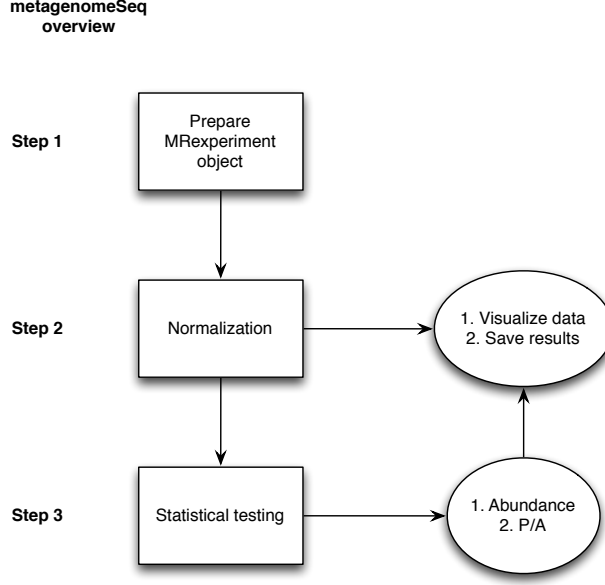 metagenomeSeq
overview
Step 1
Prepare
MRexperiment
object
Step 2
Normalization
1. Visualize data
2. Save results
Step 3
Statistical testing
1. Abundance
2. P/A